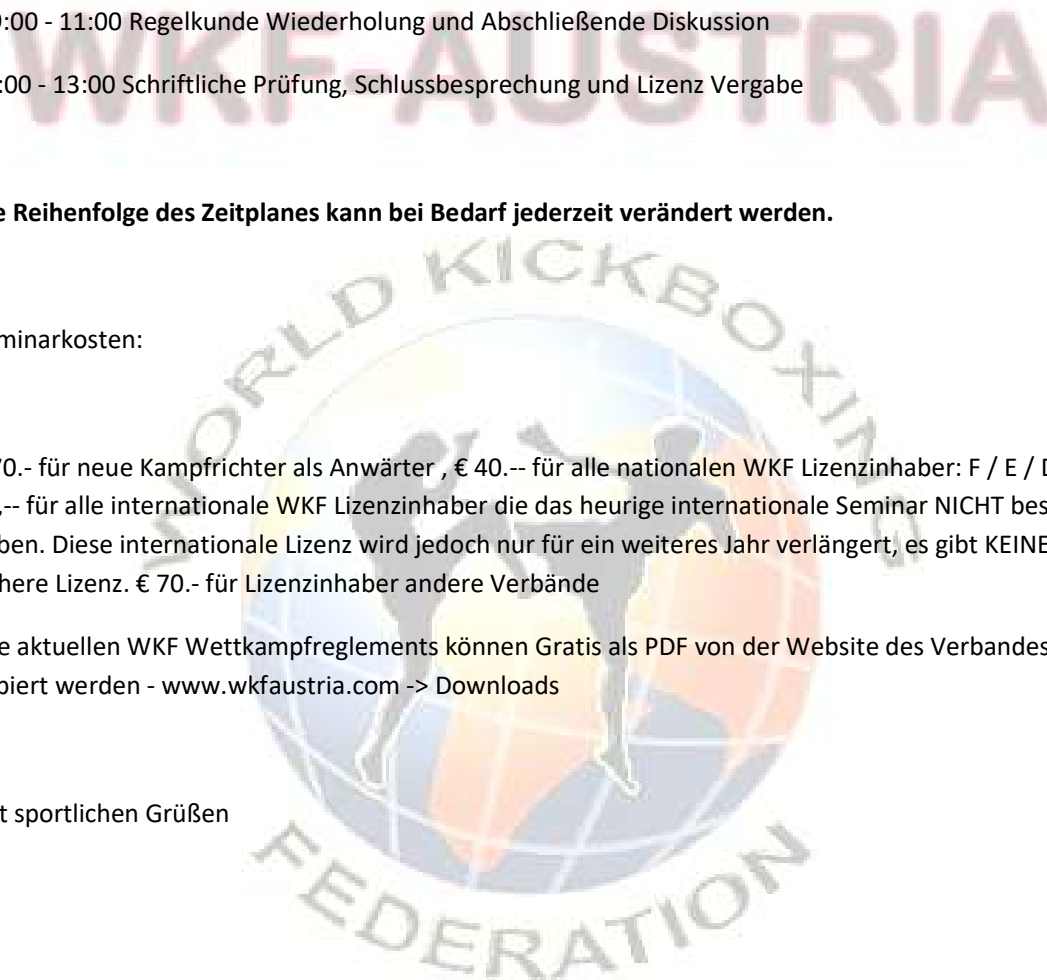 WKF-AUSTRIA
:00 - 11:00 Regelkunde Wiederholung und Abschließende Diskussion
:00 - 13:00 Schriftliche Prüfung, Schlussbesprechung und Lizenz Vergabe
e Reihenfolge des Zeitplanes kann bei Bedarf jederzeit verändert werden.
WORLD KICKBOXING
minarkosten:
70.- für neue Kampfrichter als Anwärter , € 40.-- für alle nationalen WKF Lizenzinhaber: F / E / D
,-- für alle internationale WKF Lizenzinhaber die das heurige internationale Seminar NICHT bes
ben. Diese internationale Lizenz wird jedoch nur für ein weiteres Jahr verlängert, es gibt KEINE
here Lizenz. € 70.- für Lizenzinhaber andere Verbände
e aktuellen WKF Wettkampfreglements können Gratis als PDF von der Website des Verbandes
piert werden - www.wkfaustria.com -> Downloads
t sportlichen Grüßen
FEDERATION